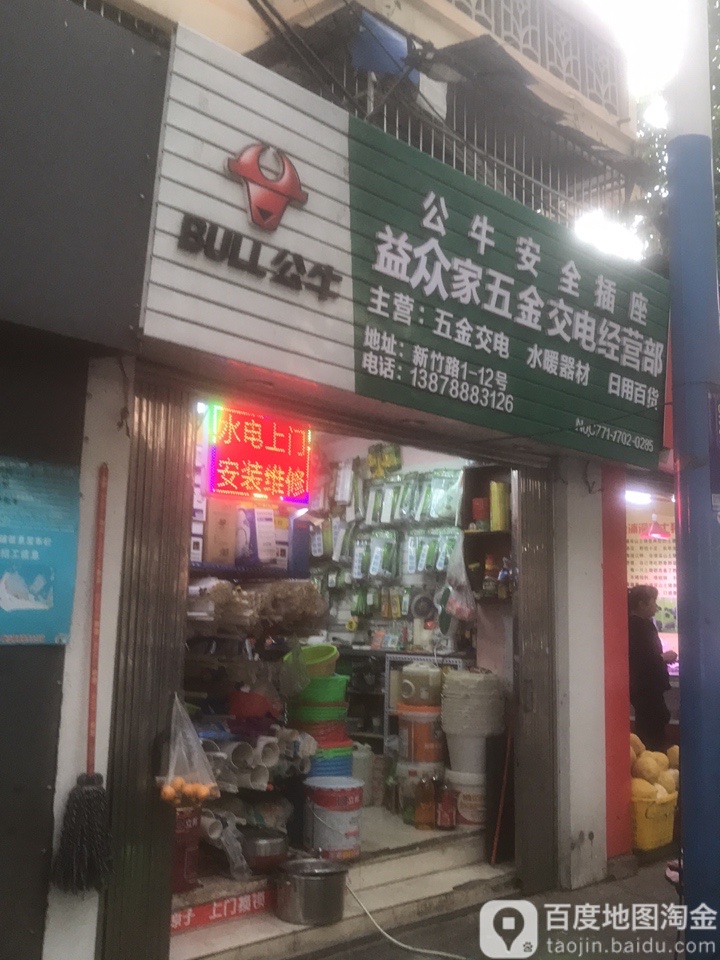 BULL公牛
公牛安全插座
益众家五金交电经营部
主营：五金交电 水暖器材 日用百货
地址：新竹路1-12号
电话：13878883126
水电上门
安装维修
百度地图淘金
taojin.baidu.com